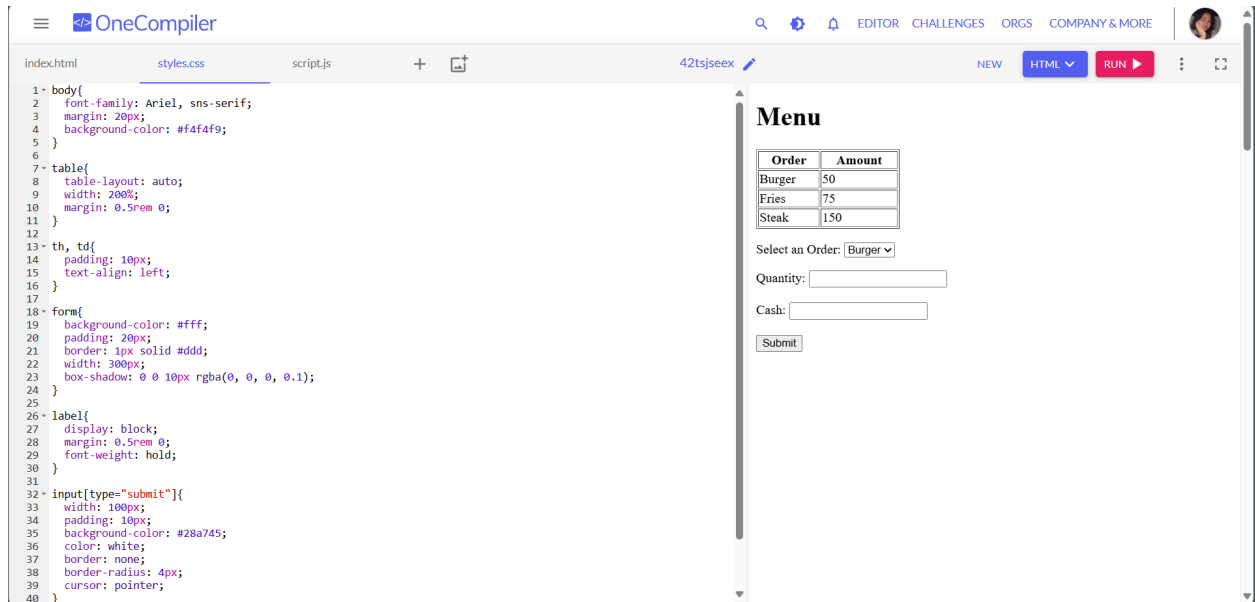 OneCompiler
EDITOR CHALLENGES ORGS COMPANY & MORE
index.html styles.css script.js
42tsjseex
NEW HTML RUN
1 body{
2 font-family: Ariel, sns-serif;
3 margin: 20px;
4 background-color: #f4f4f9;
5 }
6
7 table{
8 table-layout: auto;
9 width: 200%;
10 margin: 0.5rem 0;
11 }
12
13 th, td{
14 padding: 10px;
15 text-align: left;
16 }
17
18 form{
19 background-color: #fff;
20 padding: 20px;
21 border: 1px solid #ddd;
22 width: 300px;
23 box-shadow: 0 0 10px rgba(0, 0, 0, 0.1);
24 }
25
26 label{
27 display: block;
28 margin: 0.5rem 0;
29 font-weight: hold;
30 }
31
32 input[type="submit"]{
33 width: 100px;
34 padding: 10px;
35 background-color: #28a745;
36 color: white;
37 border: none;
38 border-radius: 4px;
39 cursor: pointer;
40 }
Menu
Order Amount
Burger 50
Fries 75
Steak 150
Select an Order: Burger
Quantity:
Cash:
Submit